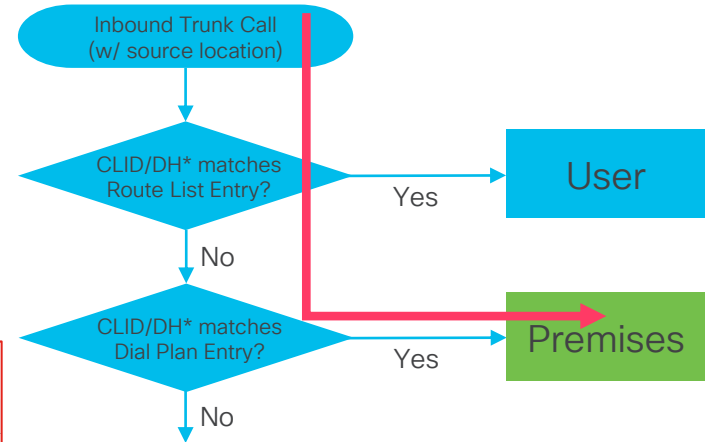 Inbound Trunk Call
(w/ source location)
CLID/DH* matches
Route List Entry?
Yes
User
No
CLID/DH* matches
Dial Plan Entry?
Yes
Premises
No